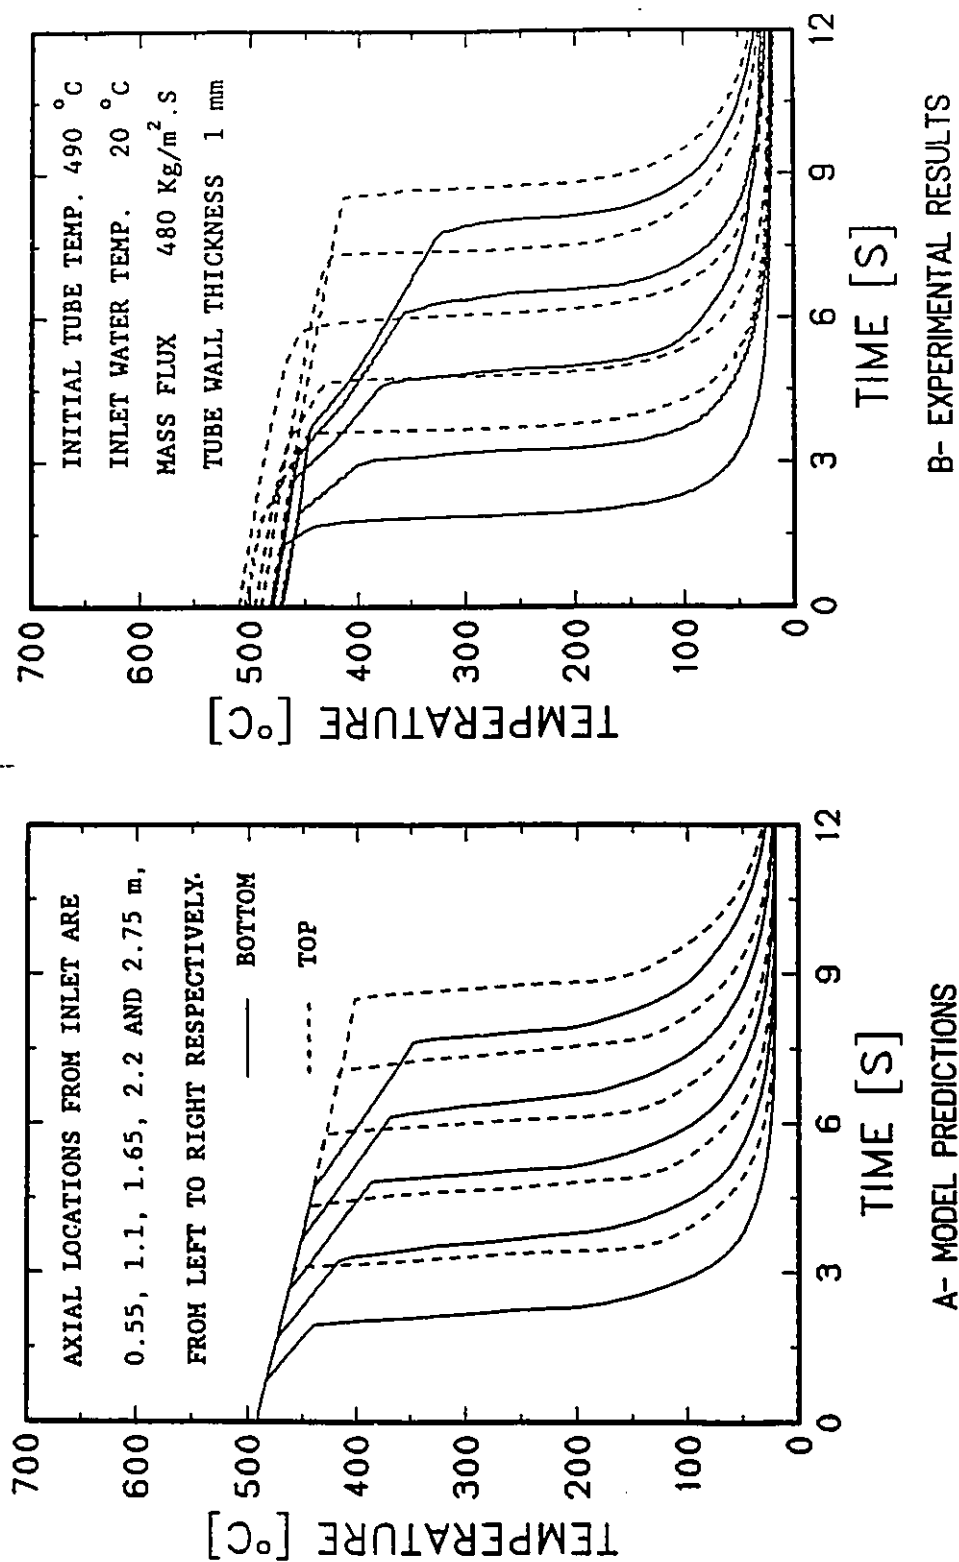 700
600
500
400
300
200
100
0
TEMPERATURE [°C]
AXIAL LOCATIONS FROM INLET ARE
0.55, 1.1, 1.65, 2.2 AND 2.75 m,
FROM LEFT TO RIGHT RESPECTIVELY.
BOTTOM
TOP
0
3
6
9
12
TIME [S]
A- MODEL PREDICTIONS
700
600
500
400
300
200
100
0
TEMPERATURE [°C]
INITIAL TUBE TEMP. 490 °C
INLET WATER TEMP. 20 °C
MASS FLUX 480 Kg/m².S
TUBE WALL THICKNESS 1 mm
0
3
6
9
12
TIME [S]
B- EXPERIMENTAL RESULTS